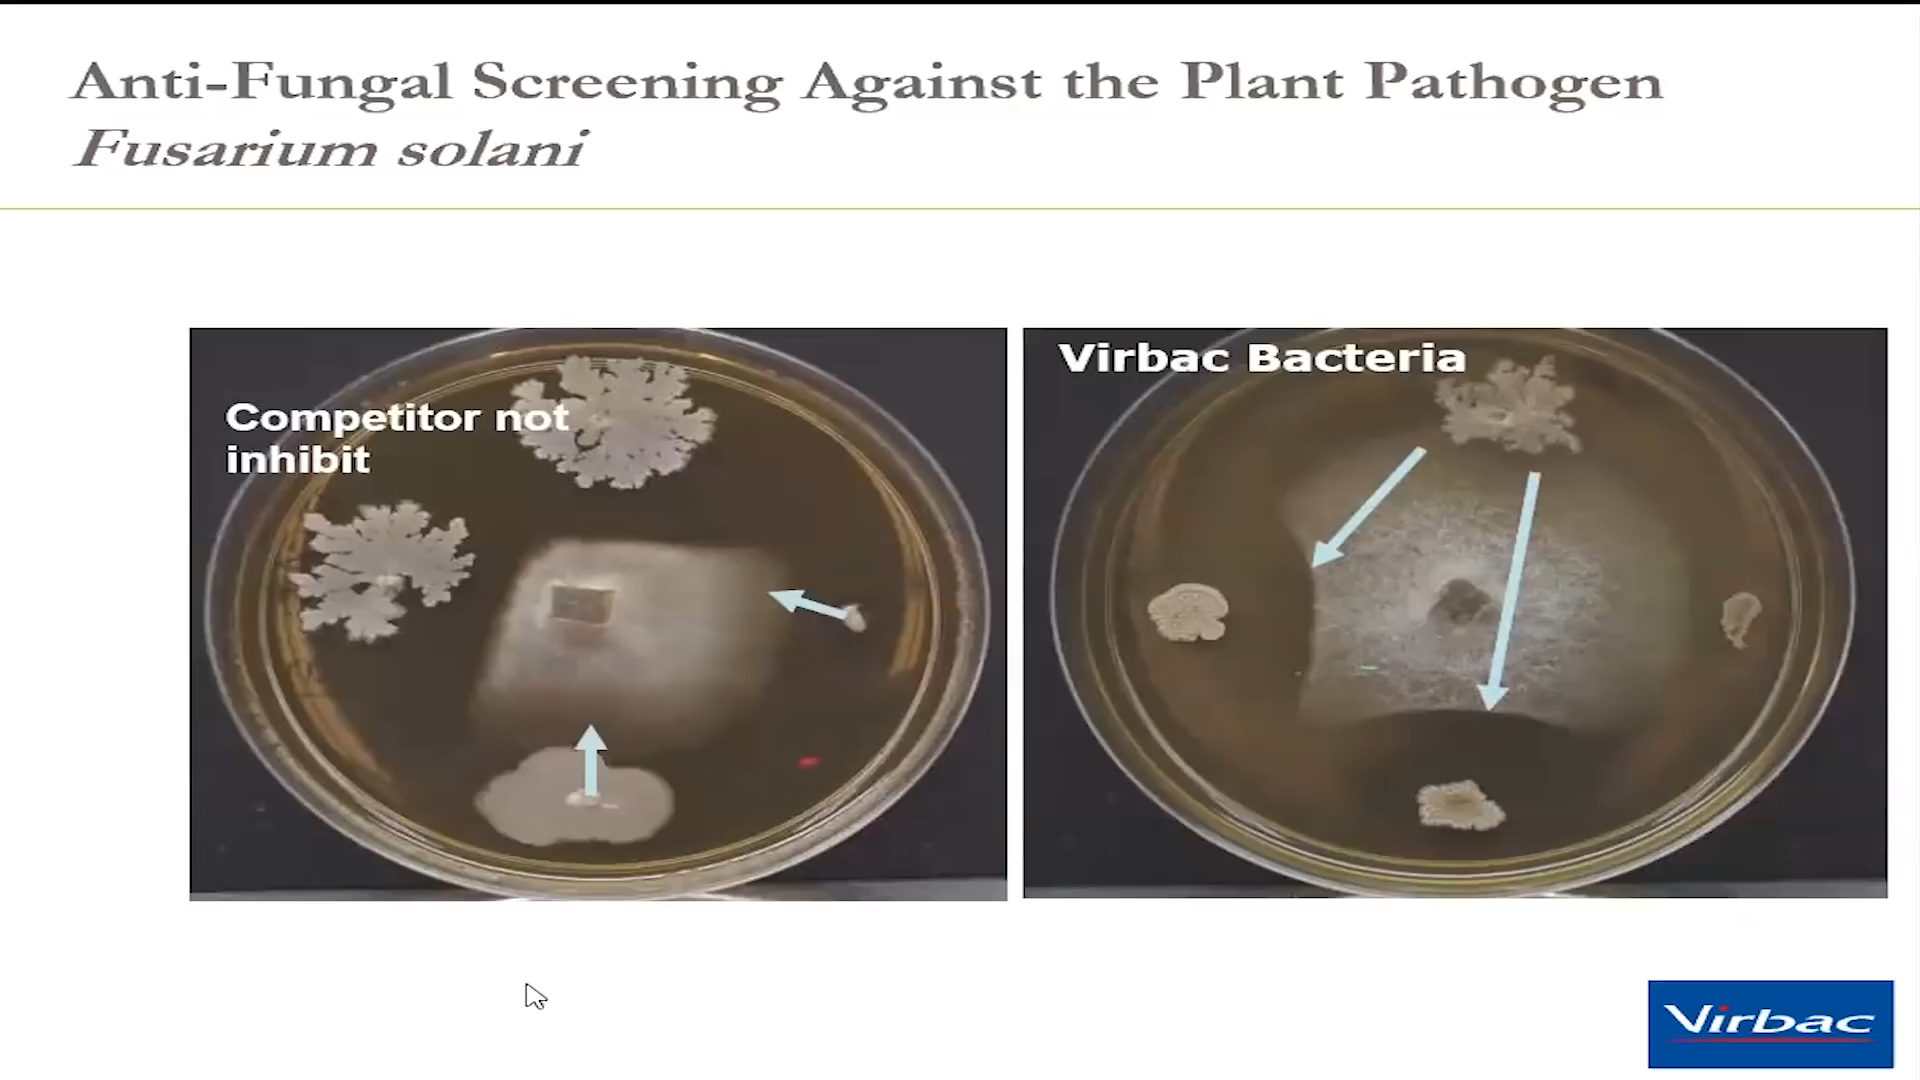 Anti-Fungal Screening Against the Plant Pathogen
Fusarium solani
Competitor not
inhibit
Virbac Bacteria
Virbac